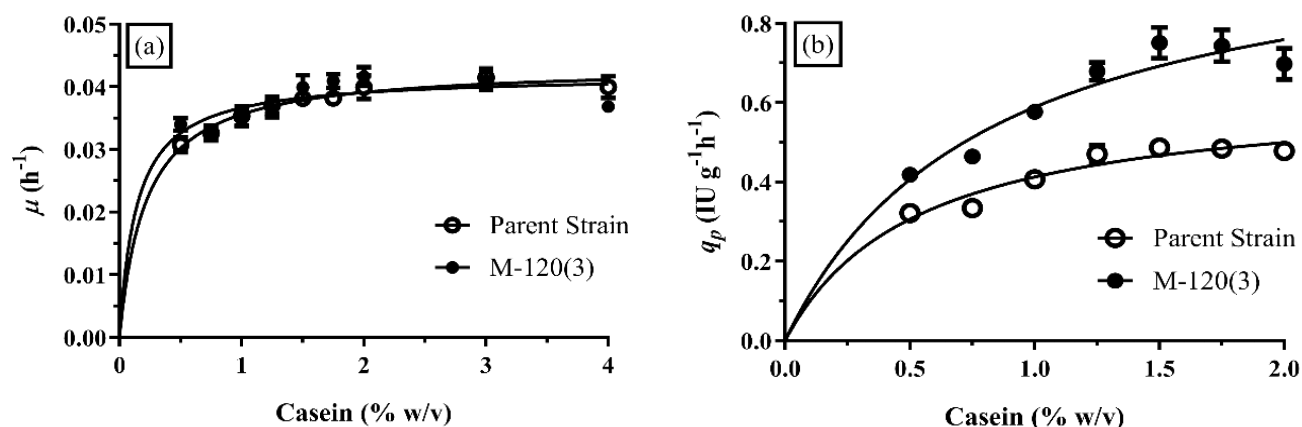 (a)
0.05
0.04
0.03
0.02
0.01
0.00
μ (h⁻¹)
0
1
2
3
4
Casein (% w/v)
Parent Strain
M-120(3)
(b)
0.8
0.6
0.4
0.2
0.0
qₚ (IU g⁻¹h⁻¹)
0.0
0.5
1.0
1.5
2.0
Casein (% w/v)
Parent Strain
M-120(3)